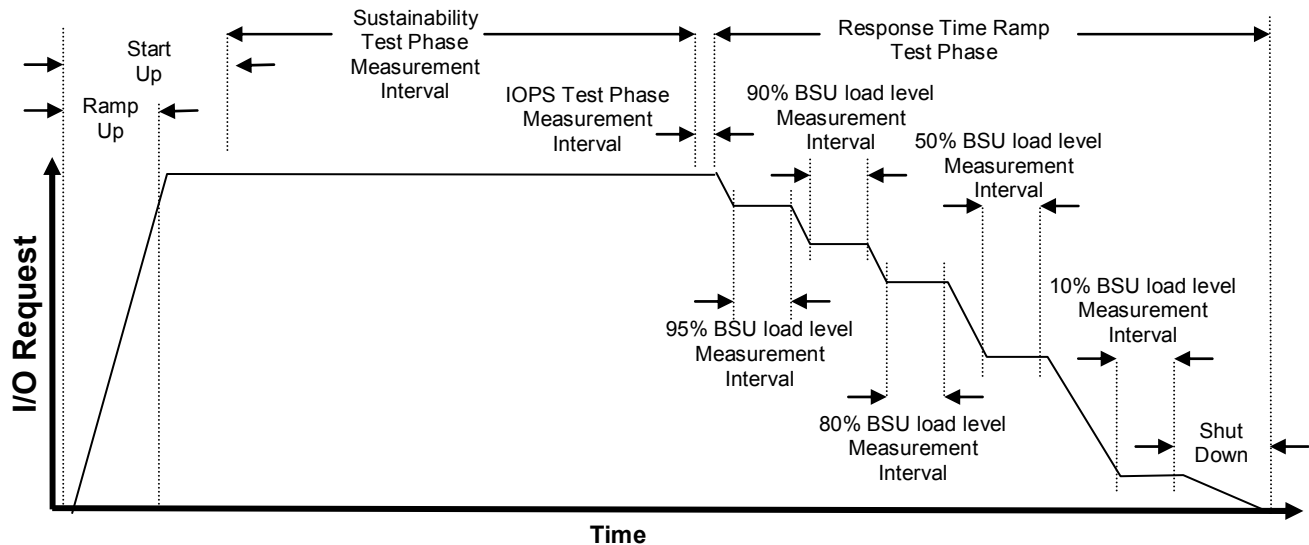 Sustainability
Test Phase
Measurement
Interval
Response Time Ramp
Test Phase
Start
Up
Ramp
Up
IOPS Test Phase
Measurement
Interval
90% BSU load level
Measurement
Interval
50% BSU load level
Measurement
Interval
95% BSU load level
Measurement
Interval
80% BSU load level
Measurement
Interval
10% BSU load level
Measurement
Interval
Shut
Down
I/O Request
Time